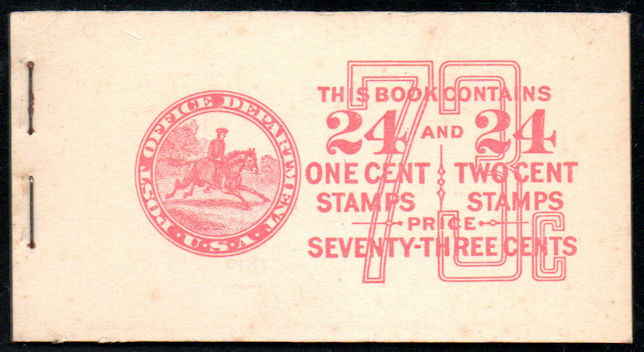 POST OFFICE DEPARTMENT
U.S.A.
73c
THIS BOOK CONTAINS
24 AND 24
ONE CENT TWO CENT
STAMPS STAMPS
PRICE
SEVENTY-THREE CENTS